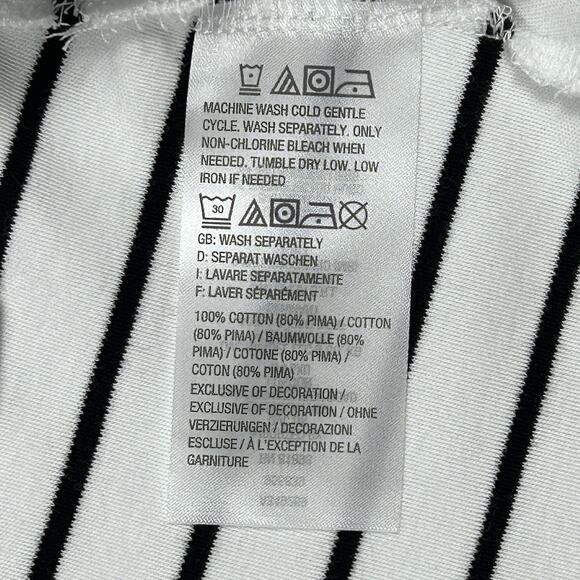 MACHINE WASH COLD GENTLE
CYCLE. WASH SEPARATELY. ONLY
NON-CHLORINE BLEACH WHEN
NEEDED. TUMBLE DRY LOW. LOW
IRON IF NEEDED
30
GB: WASH SEPARATELY
D: SEPARAT WASCHEN
I: LAVARE SEPARATAMENTE
F: LAVER SÉPARÉMENT
100% COTTON (80% PIMA) / COTTON
(80% PIMA) / BAUMWOLLE (80%
PIMA) / COTONE (80% PIMA) /
COTON (80% PIMA)
EXCLUSIVE OF DECORATION /
EXCLUSIVE OF DECORATION / OHNE
VERZIERUNGEN / DECORAZIONI
ESCLUSE / À L'EXCEPTION DE LA
GARNITURE